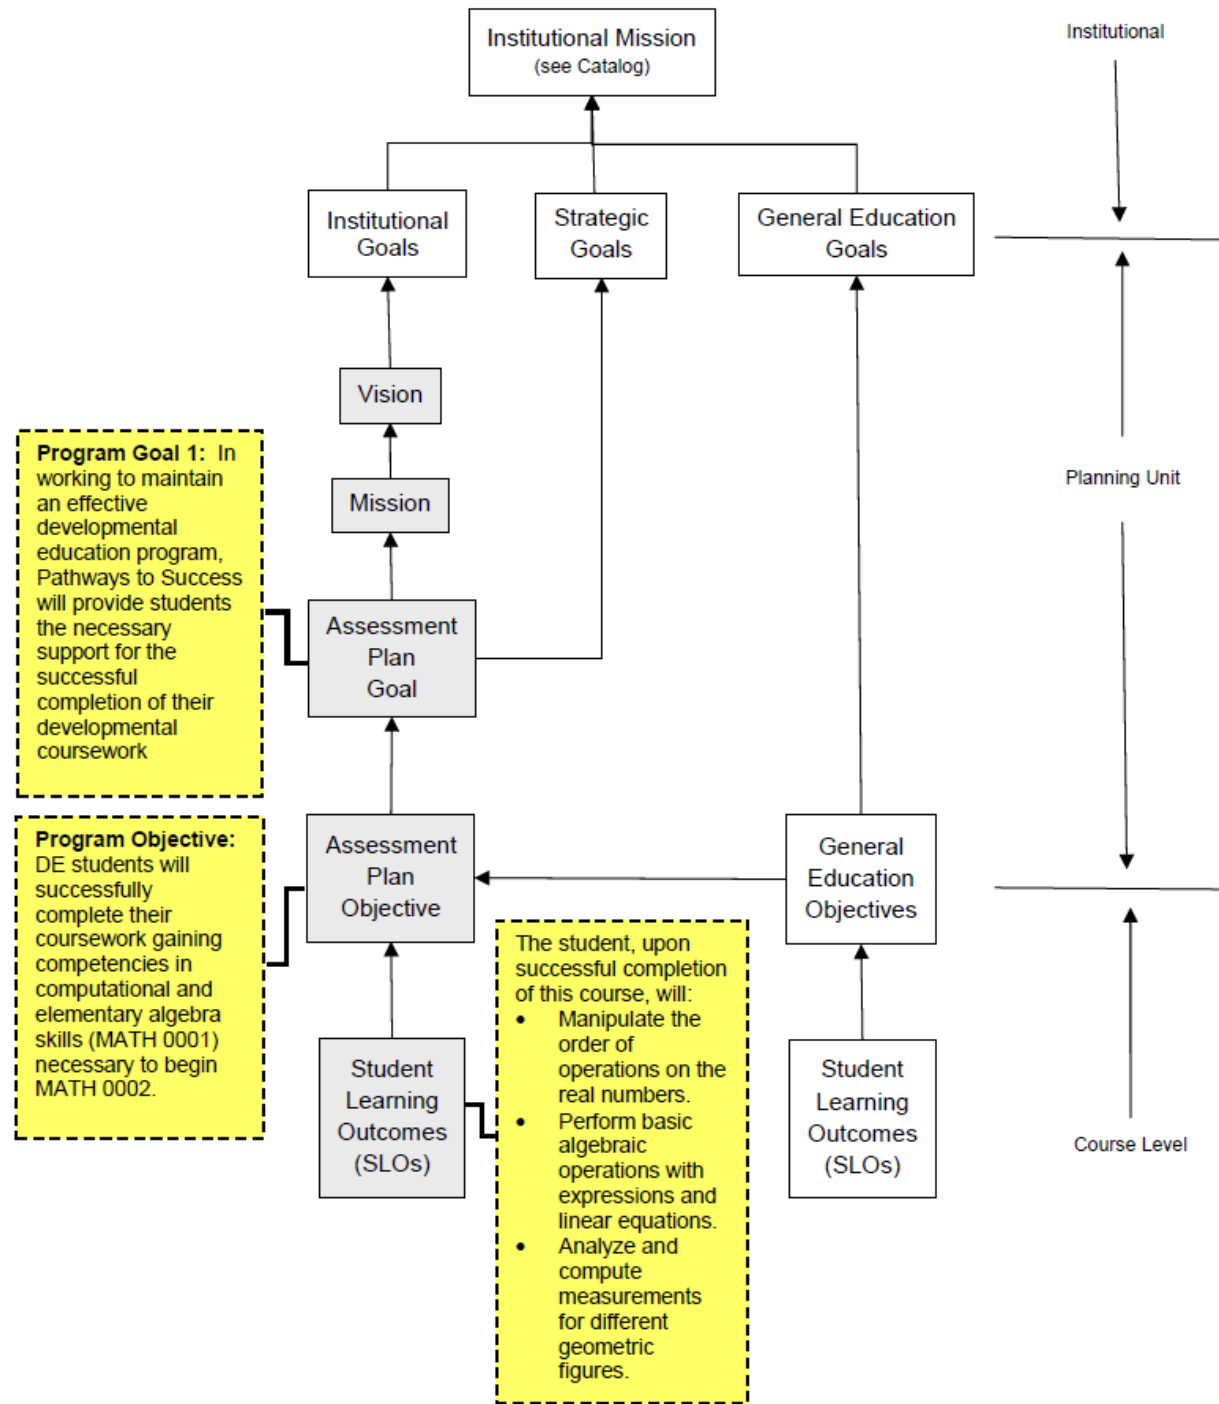 Institutional Mission
(see Catalog)
Institutional
Institutional
Goals
Strategic
Goals
General Education
Goals
Vision
Mission
Planning Unit
Program Goal 1:  In
working to maintain
an effective
developmental
education program,
Pathways to Success
will provide students
the necessary
support for the
successful
completion of their
developmental
coursework
Assessment
Plan
Goal
Program Objective:
DE students will
successfully
complete their
coursework gaining
competencies in
computational and
elementary algebra
skills (MATH 0001)
necessary to begin
MATH 0002.
Assessment
Plan
Objective
General
Education
Objectives
Student
Learning
Outcomes
(SLOs)
The student, upon
successful completion
of this course, will:
• Manipulate the
order of
operations on the
real numbers.
• Perform basic
algebraic
operations with
expressions and
linear equations.
• Analyze and
compute
measurements
for different
geometric
figures.
Student
Learning
Outcomes
(SLOs)
Course Level